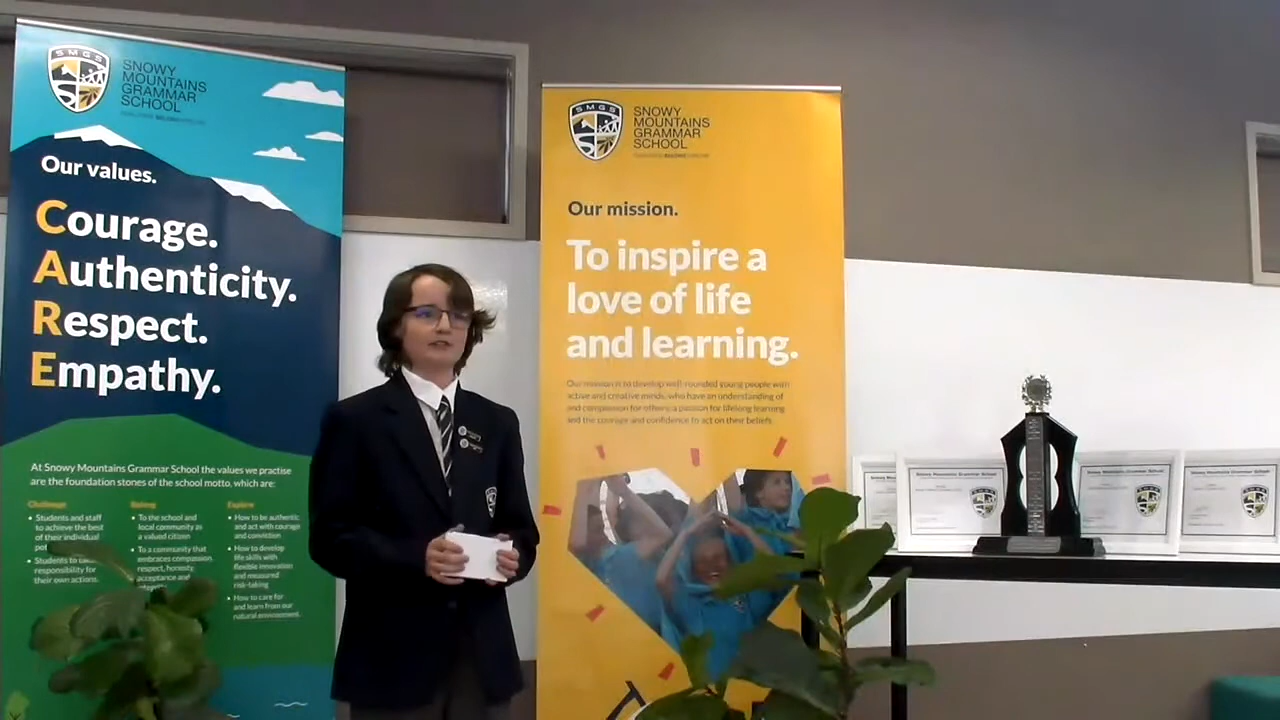 SMGS
SNOWY
MOUNTAINS
GRAMMAR
SCHOOL
Our values.
Courage.
Authenticity.
Respect.
Empathy.
At Snowy Mountains Grammar School the values we practise
are the foundation stones of the school motto, which are:
Challenge
• Students and staff
to achieve the best
of their individual
• Students to
responsibility for
their own actions.
Belong
• To the school and
local community as
a valued citizen
• To a community that
embraces compassion,
respect, honesty,
acceptance and
Explore
• How to be authentic
and act with courage
and conviction
• How to develop
life skills with
flexible innovation
and measured
risk-taking
• How to care for
and learn from our
natural environment.
SMGS
SNOWY
MOUNTAINS
GRAMMAR
SCHOOL
Our mission.
To inspire a
love of life
and learning.
Our mission is to develop well-rounded young people with
active and creative minds, who have an understanding of
and compassion for others, a passion for lifelong learning
and the courage and confidence to act on their beliefs.
Snowy Mountains Grammar School
Snowy Mountains Grammar School
Snowy Mountains Grammar School